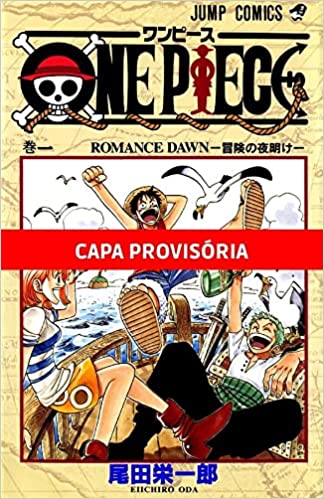 JUMP COMICS
ワンピース
ONE PIECE
巻一
ROMANCE DAWN—冒険の夜明け—
CAPA PROVISÓRIA
尾田栄一郎
EIICHIRO ODA